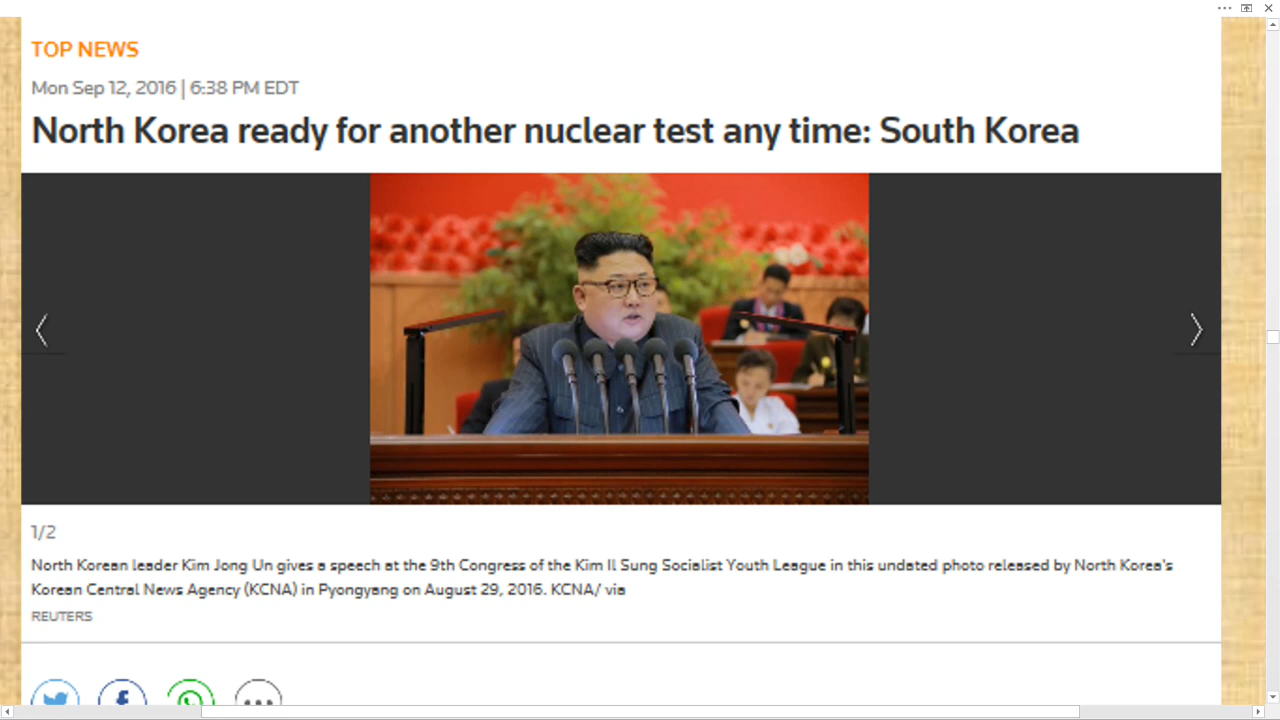 TOP NEWS
Mon Sep 12, 2016 | 6:38 PM EDT
North Korea ready for another nuclear test any time: South Korea
1/2
North Korean leader Kim Jong Un gives a speech at the 9th Congress of the Kim Il Sung Socialist Youth League in this undated photo released by North Korea's
Korean Central News Agency (KCNA) in Pyongyang on August 29, 2016. KCNA/ via
REUTERS